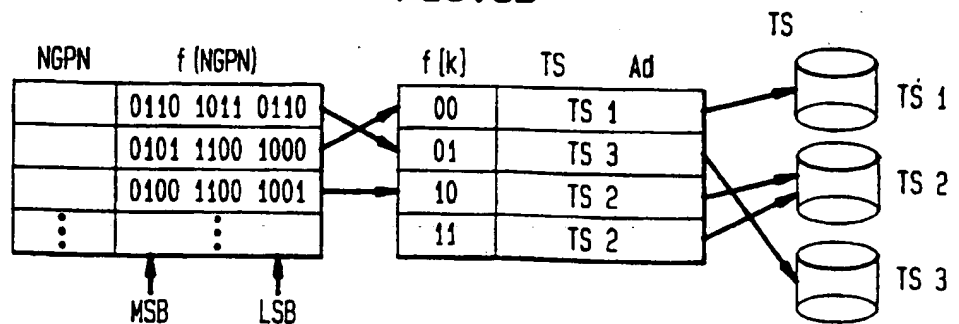 TS
NGPN f (NGPN) f (k) TS Ad
0110 1011 0110 00 TS 1 TS 1
0101 1100 1000 01 TS 3
0100 1100 1001 10 TS 2 TS 2
11 TS 2
TS 3
MSB LSB